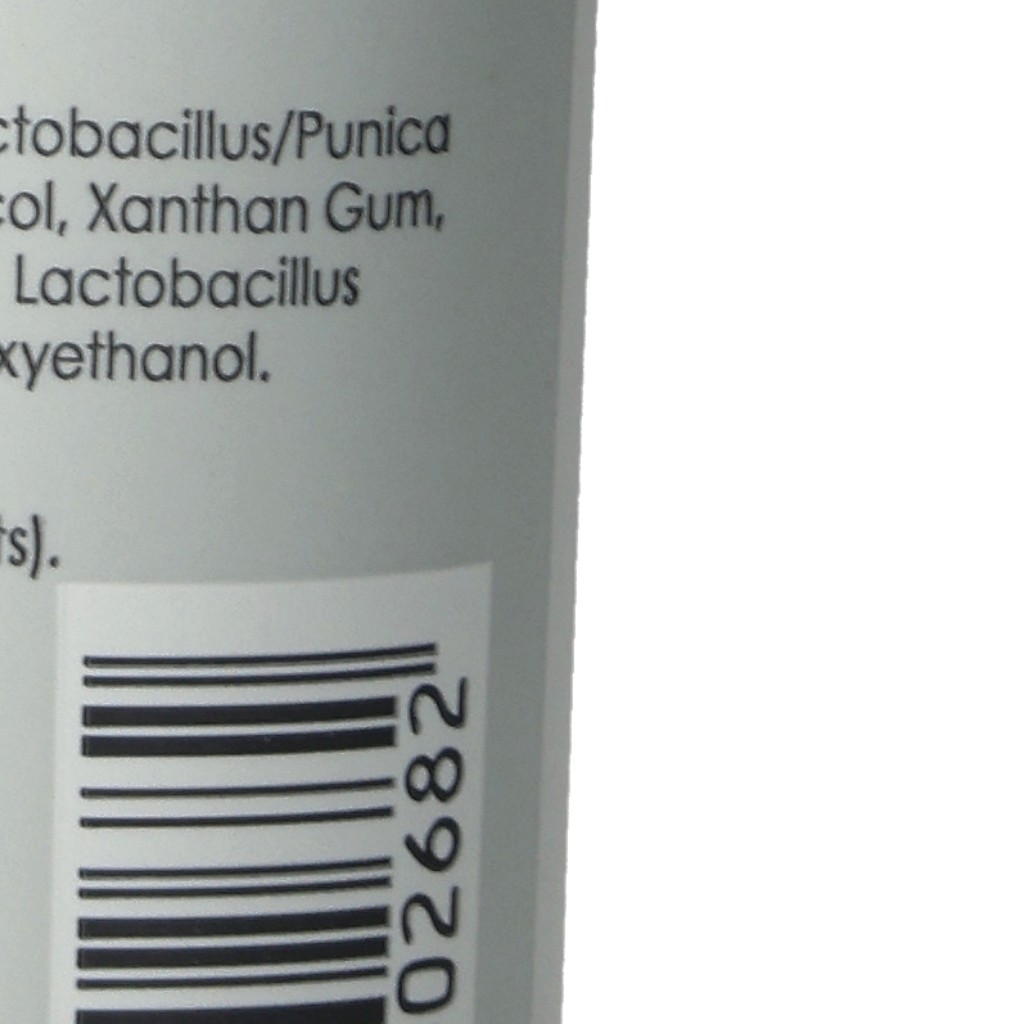 ctobacillus/Punica
col, Xanthan Gum,
Lactobacillus
xyethanol.
ts).
02682